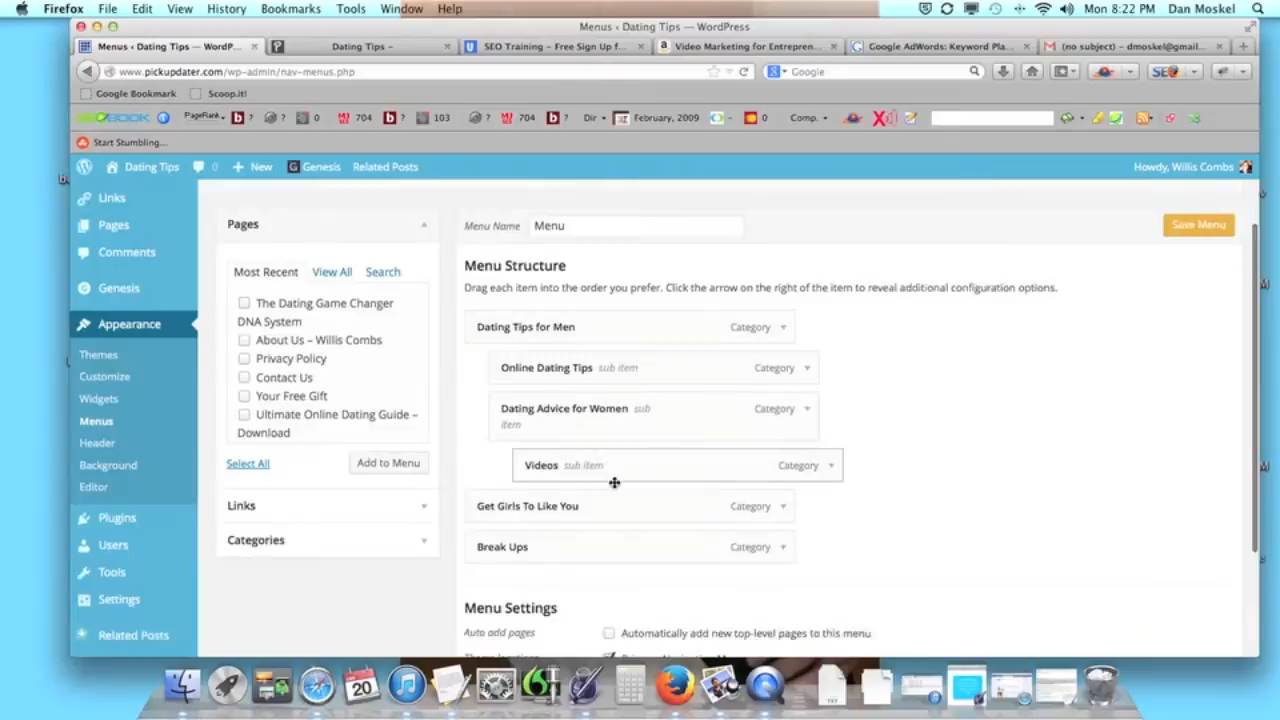 Firefox File Edit View History Bookmarks Tools Window Help Mon 8:22 PM Dan Moskel
Menus ‹ Dating Tips — WordPress
Menus ‹ Dating Tips — WordP... Dating Tips – SEO Training – Free Sign Up f... Video Marketing for Entrepren... Google AdWords: Keyword Pla... (no subject) – dmoskel@gmail...
www.pickupdater.com/wp-admin/nav-menus.php Google
Google Bookmark Scoop.it!
PageRank ? ? 0 704 ? 103 ? 704 ? Dir February, 2009 0 Comp.
Start Stumbling...
Dating Tips 0 New Genesis Related Posts Howdy, Willis Combs
Links
Pages
Comments
Genesis
Appearance
Themes
Customize
Widgets
Menus
Header
Background
Editor
Plugins
Users
Tools
Settings
Related Posts
Pages
Most Recent View All Search
The Dating Game Changer
DNA System
About Us – Willis Combs
Privacy Policy
Contact Us
Your Free Gift
Ultimate Online Dating Guide –
Download
Select All Add to Menu
Links
Categories
Menu Name Menu Save Menu
Menu Structure
Drag each item into the order you prefer. Click the arrow on the right of the item to reveal additional configuration options.
Dating Tips for Men Category
Online Dating Tips sub item Category
Dating Advice for Women sub
item Category
Videos sub item Category
Get Girls To Like You Category
Break Ups Category
Menu Settings
Auto add pages Automatically add new top-level pages to this menu
20
TXT